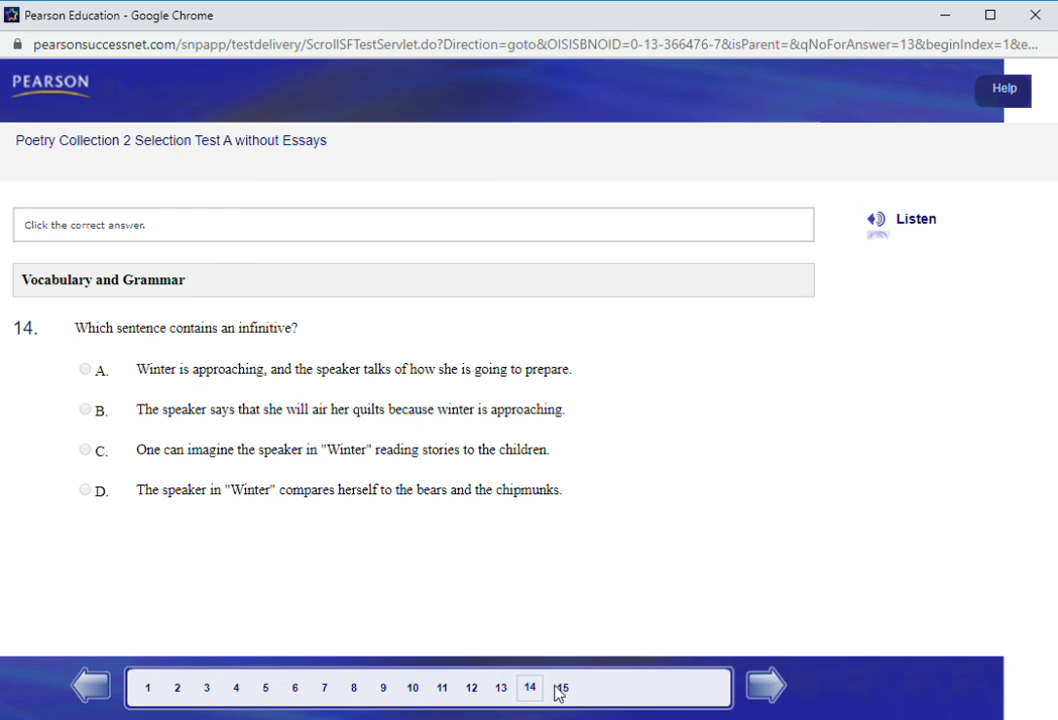 Pearson Education - Google Chrome
pearsonsuccessnet.com/snpapp/testdelivery/ScrollSFTestServlet.do?Direction=goto&OISISBNOID=0-13-366476-7&isParent=&qNoForAnswer=13&beginIndex=1&e...
PEARSON
Help
Poetry Collection 2 Selection Test A without Essays
Click the correct answer.
Listen
Vocabulary and Grammar
14. Which sentence contains an infinitive?
A. Winter is approaching, and the speaker talks of how she is going to prepare.
B. The speaker says that she will air her quilts because winter is approaching.
C. One can imagine the speaker in "Winter" reading stories to the children.
D. The speaker in "Winter" compares herself to the bears and the chipmunks.
1 2 3 4 5 6 7 8 9 10 11 12 13 14 15